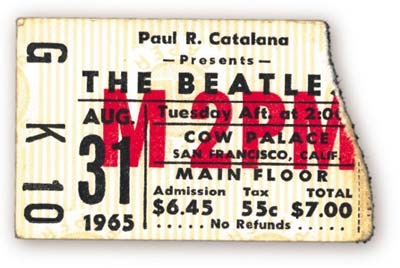 G K 10
Paul R. Catalana
—Presents—
THE BEATLE
AUG.
31
1965
Tuesday Aft. at 2:0
COW PALACE
SAN FRANCISCO, CALIF.
MAIN FLOOR
Admission Tax TOTAL
$6.45 55c $7.00
.....No Refunds.....
M 2PM